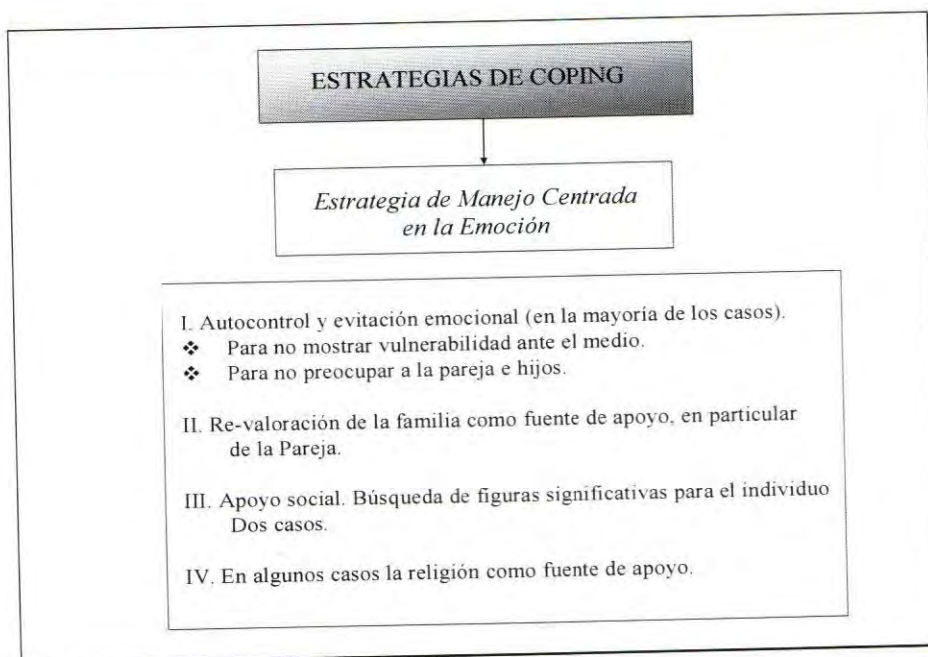 ESTRATEGIAS DE COPING
Estrategia de Manejo Centrada
en la Emoción
I. Autocontrol y evitación emocional (en la mayoría de los casos).
❖ Para no mostrar vulnerabilidad ante el medio.
❖ Para no preocupar a la pareja e hijos.
II. Re-valoración de la familia como fuente de apoyo, en particular
de la Pareja.
III. Apoyo social. Búsqueda de figuras significativas para el individuo
Dos casos.
IV. En algunos casos la religión como fuente de apoyo.